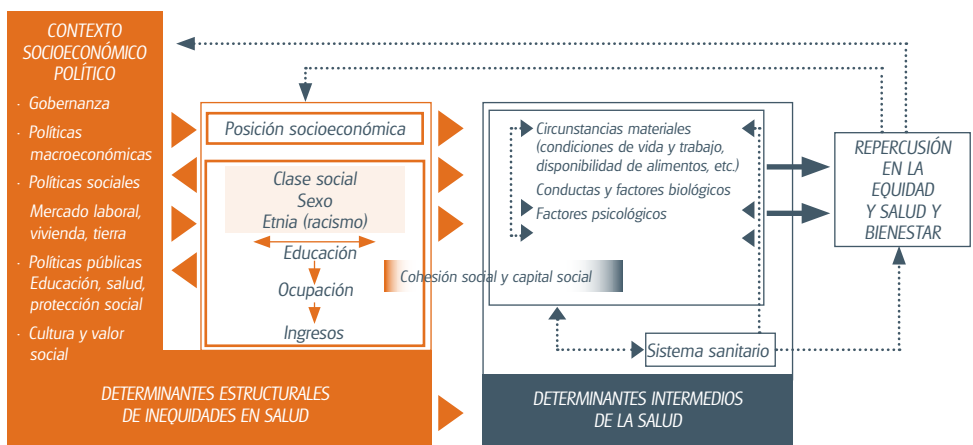 CONTEXTO
SOCIOECONÓMICO
POLÍTICO
· Gobernanza
· Políticas
macroeconómicas
· Políticas sociales
Mercado laboral,
vivienda, tierra
· Políticas públicas
Educación, salud,
protección social
· Cultura y valor
social
Posición socioeconómica
Clase social
Sexo
Etnia (racismo)
Educación
Ocupación
Ingresos
Cohesión social y capital social
Circunstancias materiales
(condiciones de vida y trabajo,
disponibilidad de alimentos, etc.)
Conductas y factores biológicos
Factores psicológicos
Sistema sanitario
REPERCUSIÓN
EN LA
EQUIDAD
Y SALUD Y
BIENESTAR
DETERMINANTES ESTRUCTURALES
DE INEQUIDADES EN SALUD
DETERMINANTES INTERMEDIOS
DE LA SALUD